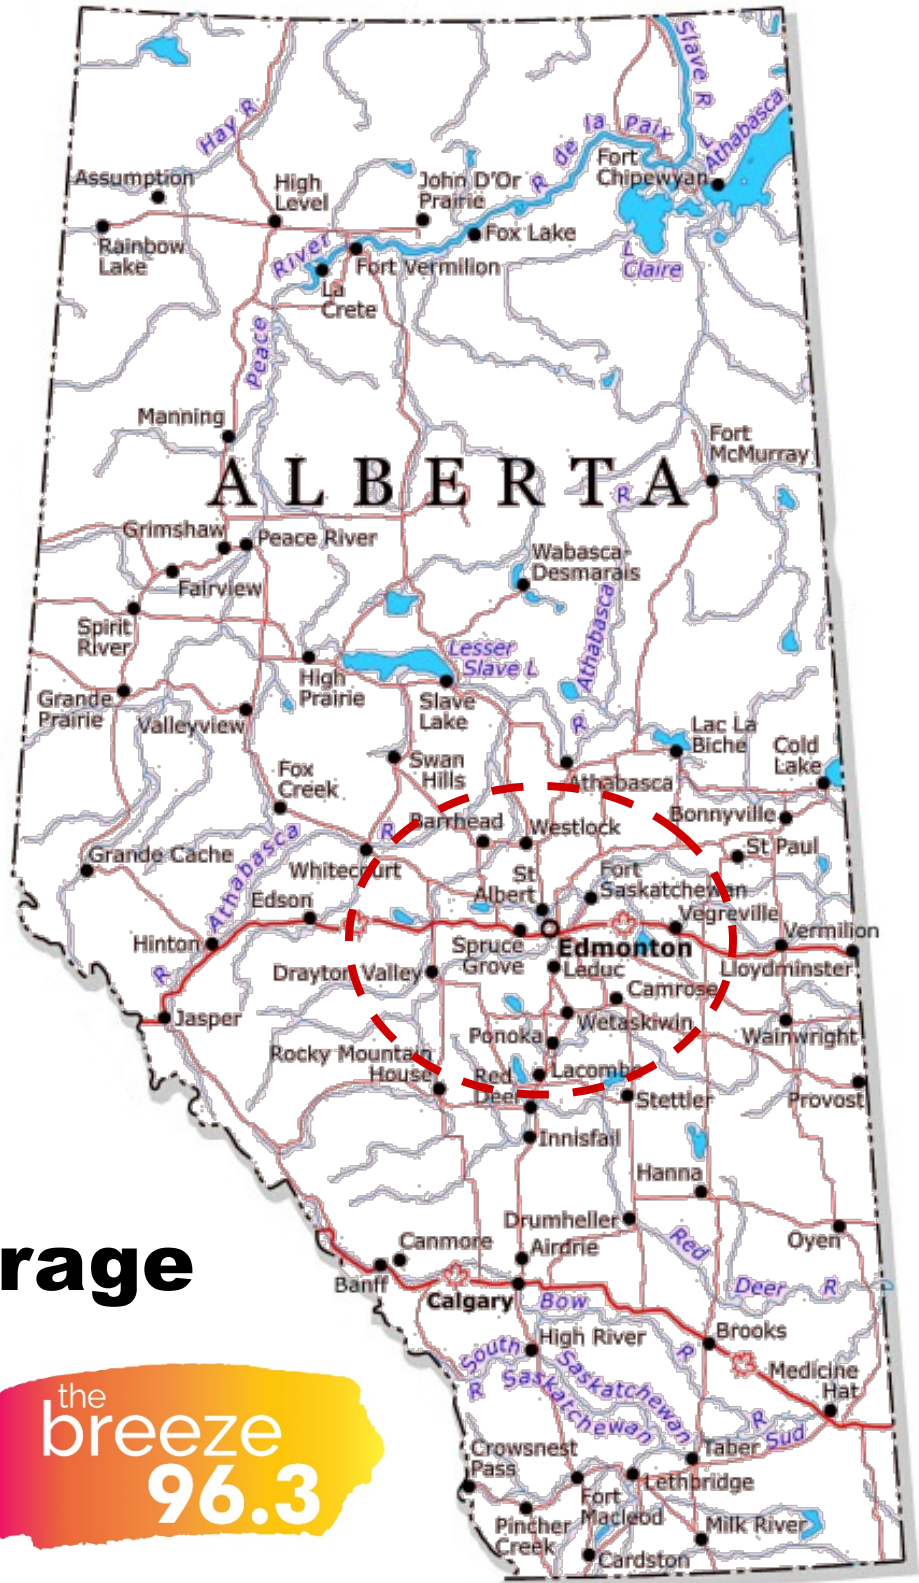 Slave R
L
Athabasca
Hay R
R de la Paix
Fort
Chipewyan
Assumption
High
Level
John D'Or
Prairie
Rainbow
Lake
Fox Lake
River
Fort Vermilion
L
Claire
La
Crete
Peace
Manning
Fort
McMurray
ALBERTA
R
Grimshaw
Peace River
Wabasca-
Desmarais
Fairview
Athabasca
Spirit
River
Lesser
Slave L
High
Prairie
Grande
Prairie
Slave
Lake
Valleyview
R
Lac La
Biche
Cold
Lake
Swan
Hills
Fox
Creek
Athabasca
Barrhead
Westlock
Bonnyville
R
St Paul
Grande Cache
Athabasca
Whitecourt
St
Albert
Fort
Saskatchewan
Edson
Vegreville
Vermilion
Hinton
Spruce
Grove
Edmonton
R
Drayton Valley
Leduc
Lloydminster
Camrose
Jasper
Wetaskiwin
Ponoka
Wainwright
Rocky Mountain
House
Red
Deer
Lacombe
Stettler
Provost
Innisfail
Hanna
Drumheller
Oyen
Canmore
Airdrie
Red
Deer R
rage
Banff
Calgary
Bow
R
High River
Brooks
South
Saskatchewan
R
Saskatchewan
Medicine
Hat
the
breeze
96.3
R
Sud
Crowsnest
Pass
Taber
Lethbridge
Fort
Macleod
Pincher
Creek
Milk River
Cardston